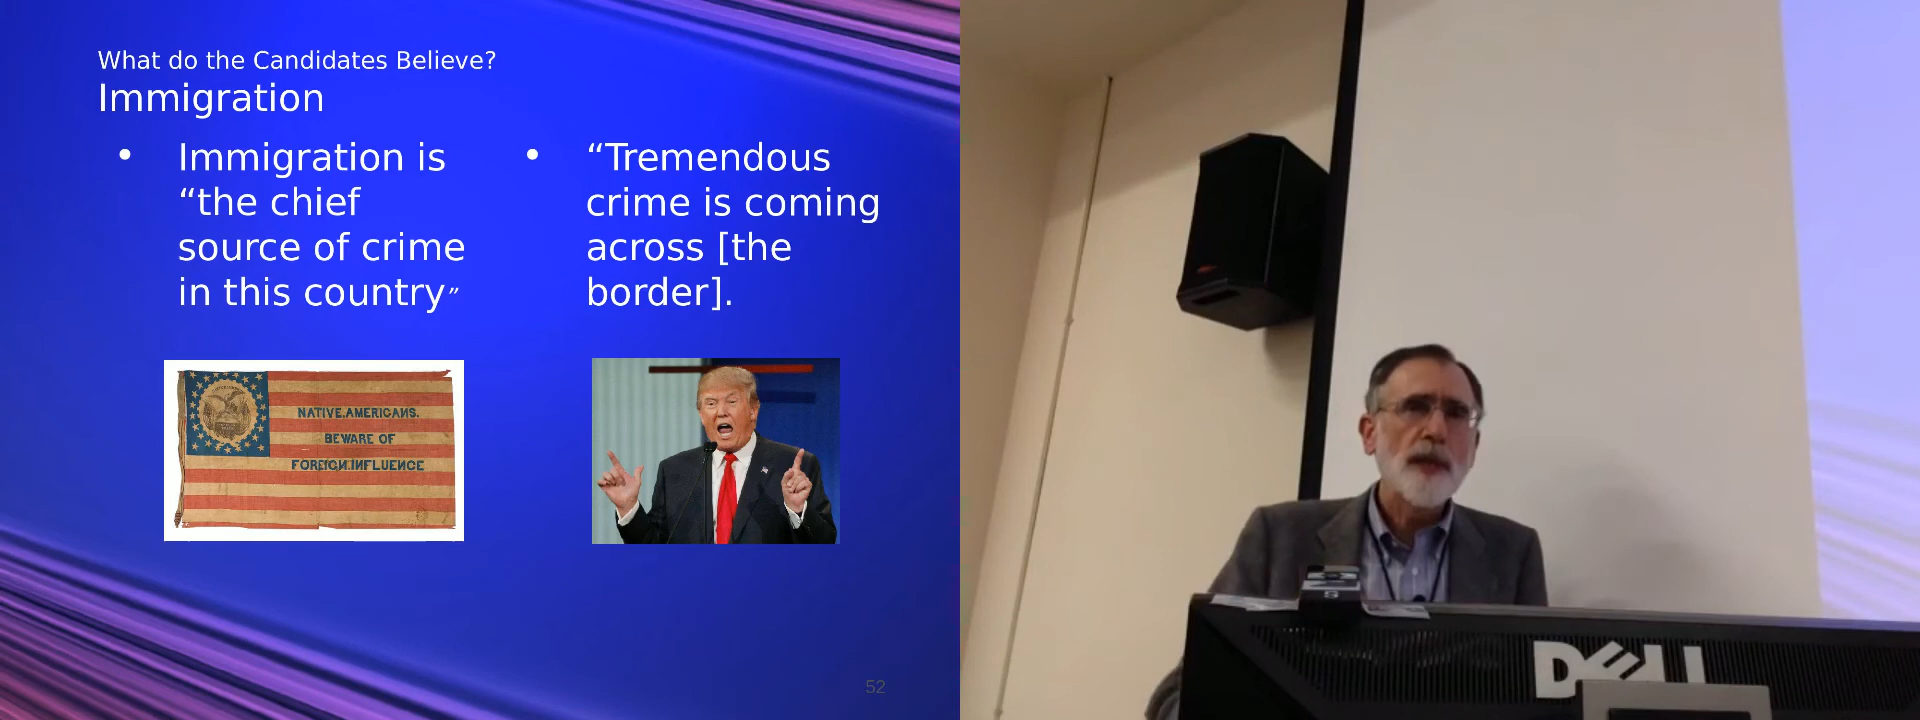 What do the Candidates Believe?
Immigration
• Immigration is
“the chief
source of crime
in this country”
• “Tremendous
crime is coming
across [the
border].
NATIVE.AMERICANS.
BEWARE OF
FOREIGN.INFLUENCE
52
DELL